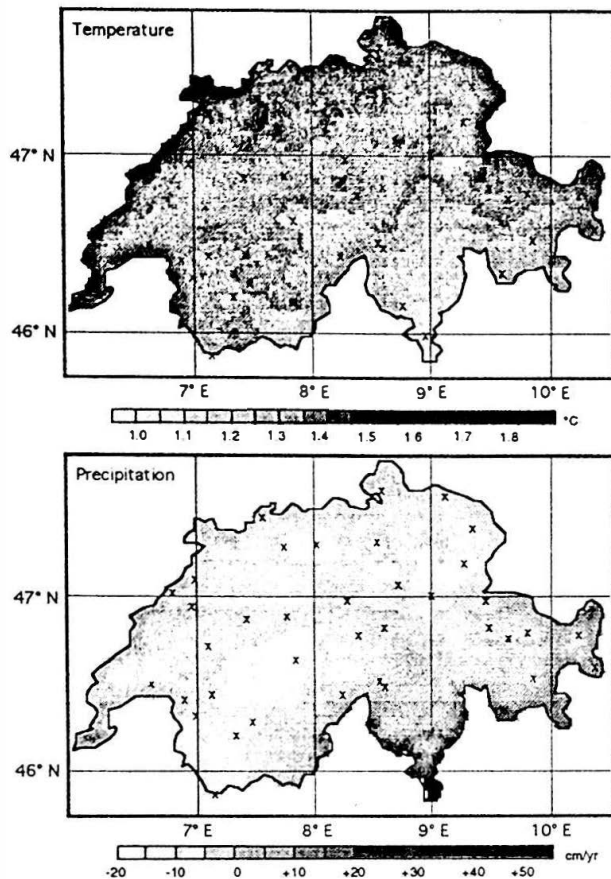 Temperature
47° N
46° N
7° E 8° E 9° E 10° E
1.0 1.1 1.2 1.3 1.4 1.5 1.6 1.7 1.8 °C
Precipitation
47° N
46° N
7° E 8° E 9° E 10° E
-20 -10 0 +10 +20 +30 +40 +50 cm/yr